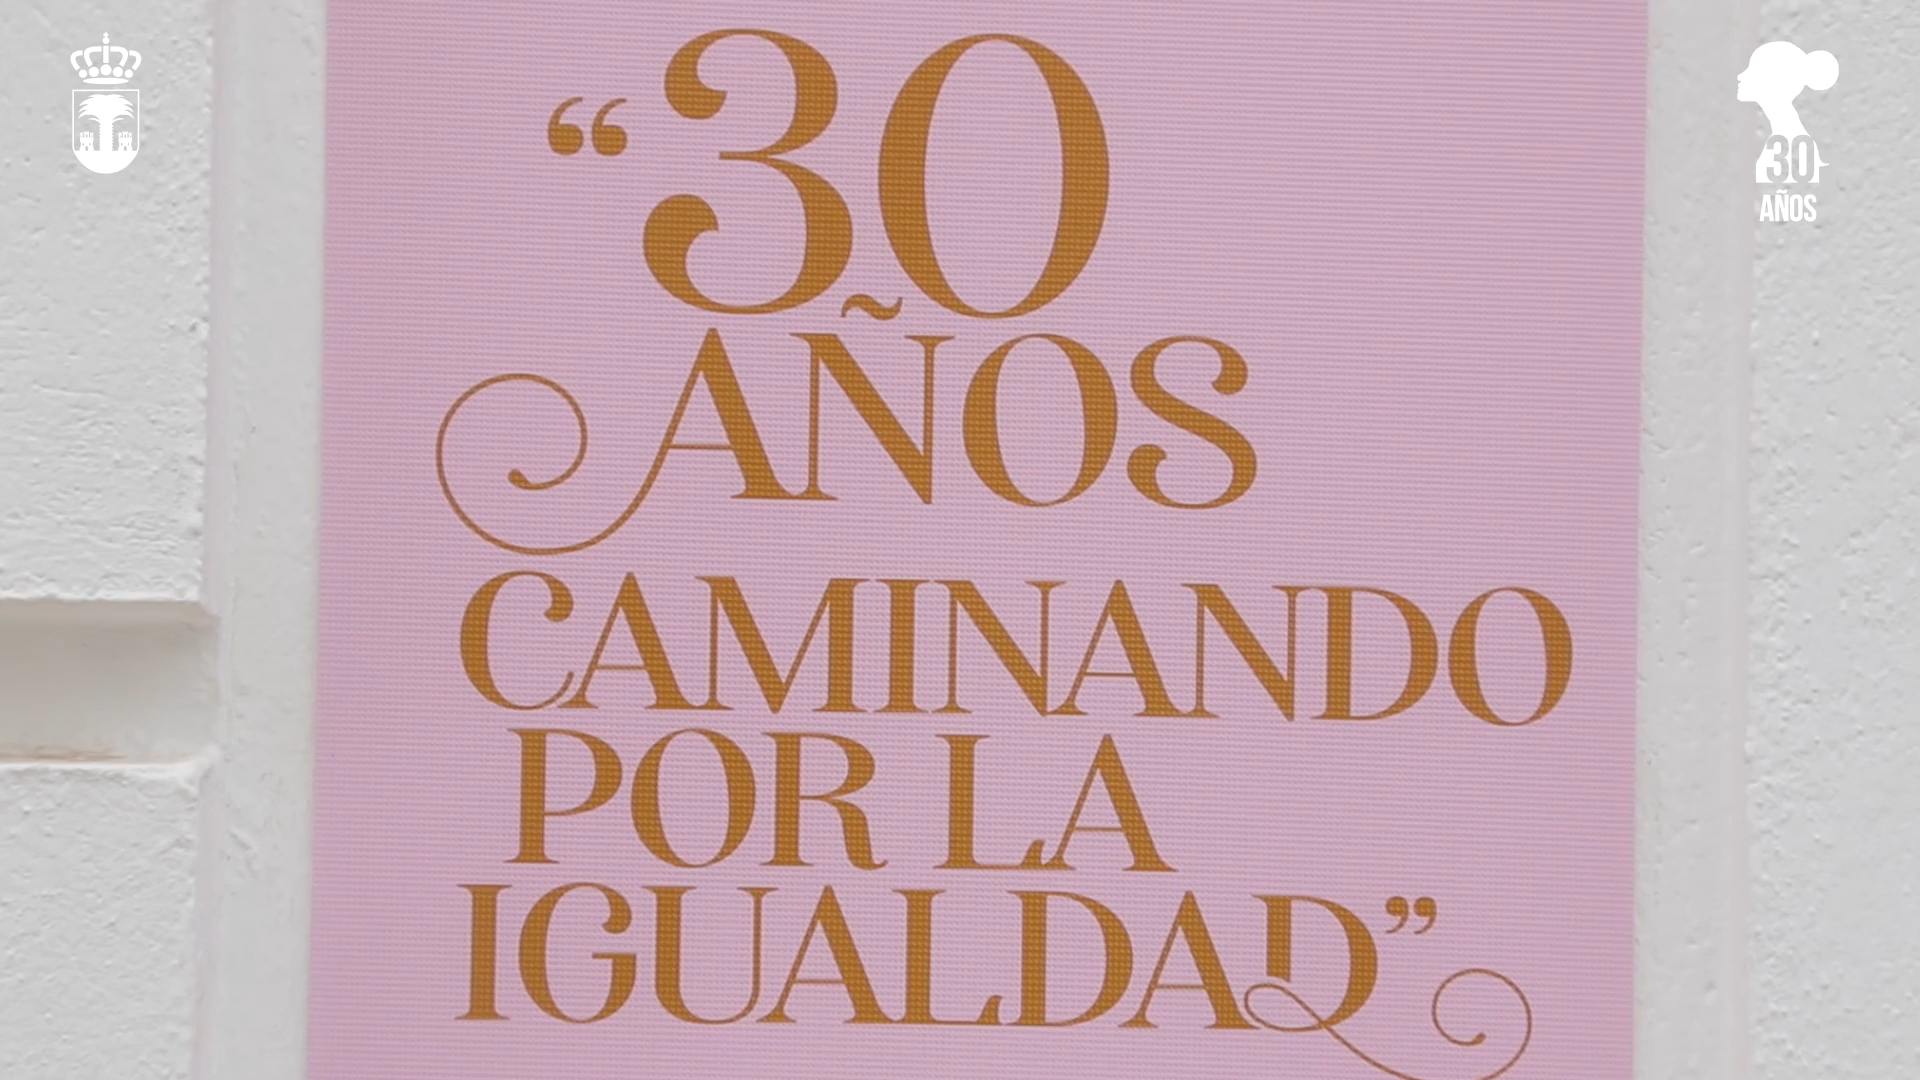 “30
AÑOS
CAMINANDO
POR LA
IGUALDAD”
30
AÑOS